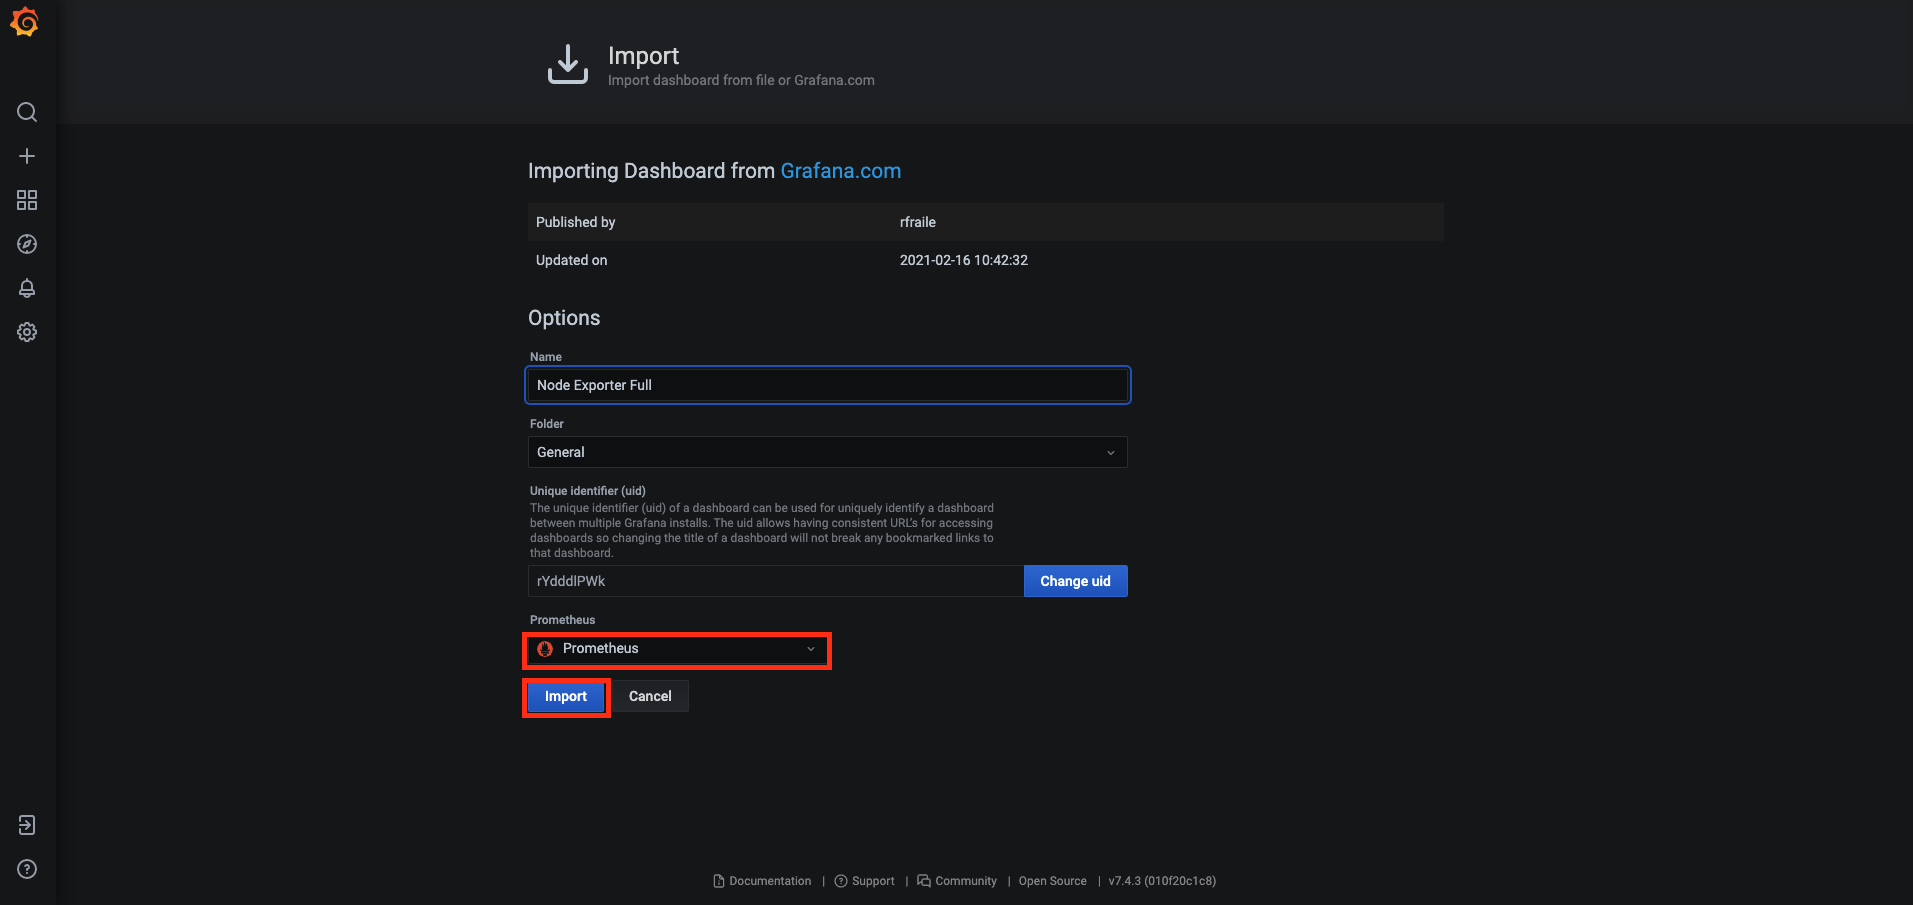 Import
Import dashboard from file or Grafana.com
Importing Dashboard from Grafana.com
Published by rfraile
Updated on 2021-02-16 10:42:32
Options
Name
Node Exporter Full
Folder
General
Unique identifier (uid)
The unique identifier (uid) of a dashboard can be used for uniquely identify a dashboard
between multiple Grafana installs. The uid allows having consistent URL's for accessing
dashboards so changing the title of a dashboard will not break any bookmarked links to
that dashboard.
rYdddlPWk Change uid
Prometheus
Prometheus
Import Cancel
Documentation | Support | Community | Open Source | v7.4.3 (010f20c1c8)